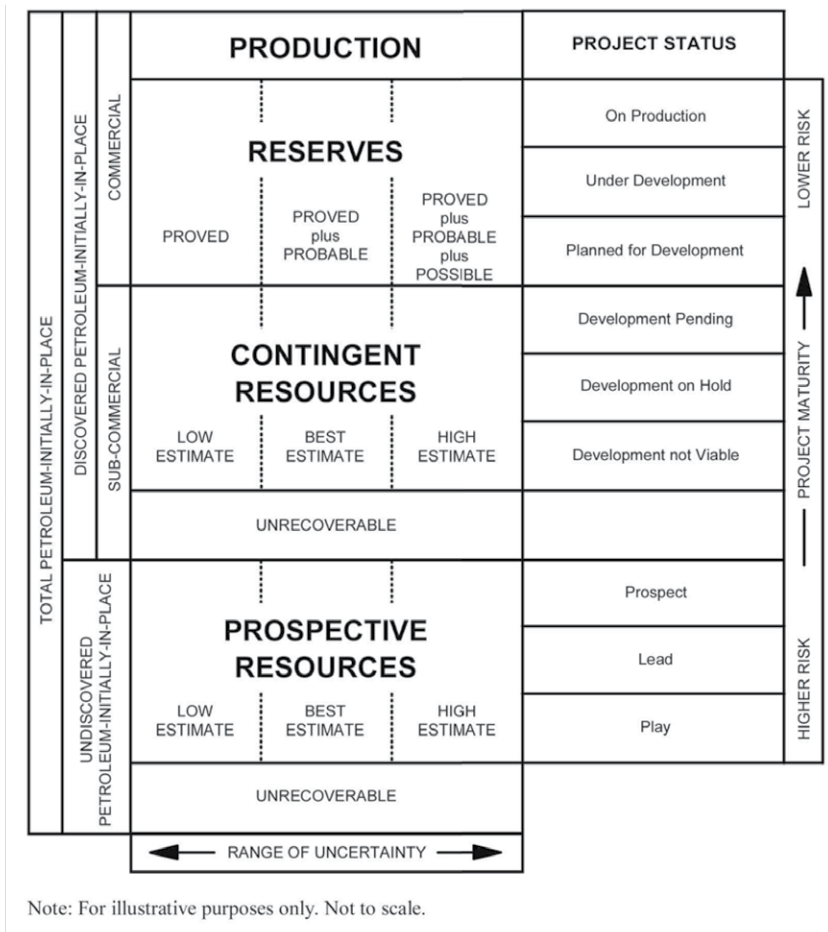 PRODUCTION
PROJECT STATUS
TOTAL PETROLEUM-INITIALLY-IN-PLACE
DISCOVERED PETROLEUM-INITIALLY-IN-PLACE
COMMERCIAL
RESERVES
PROVED
PROVED
plus
PROBABLE
PROVED
plus
PROBABLE
plus
POSSIBLE
On Production
Under Development
Planned for Development
LOWER RISK
SUB-COMMERCIAL
CONTINGENT
RESOURCES
LOW
ESTIMATE
BEST
ESTIMATE
HIGH
ESTIMATE
Development Pending
Development on Hold
Development not Viable
PROJECT MATURITY
UNRECOVERABLE
UNDISCOVERED
PETROLEUM-INITIALLY-IN-PLACE
PROSPECTIVE
RESOURCES
LOW
ESTIMATE
BEST
ESTIMATE
HIGH
ESTIMATE
Prospect
Lead
Play
HIGHER RISK
UNRECOVERABLE
RANGE OF UNCERTAINTY
Note: For illustrative purposes only. Not to scale.